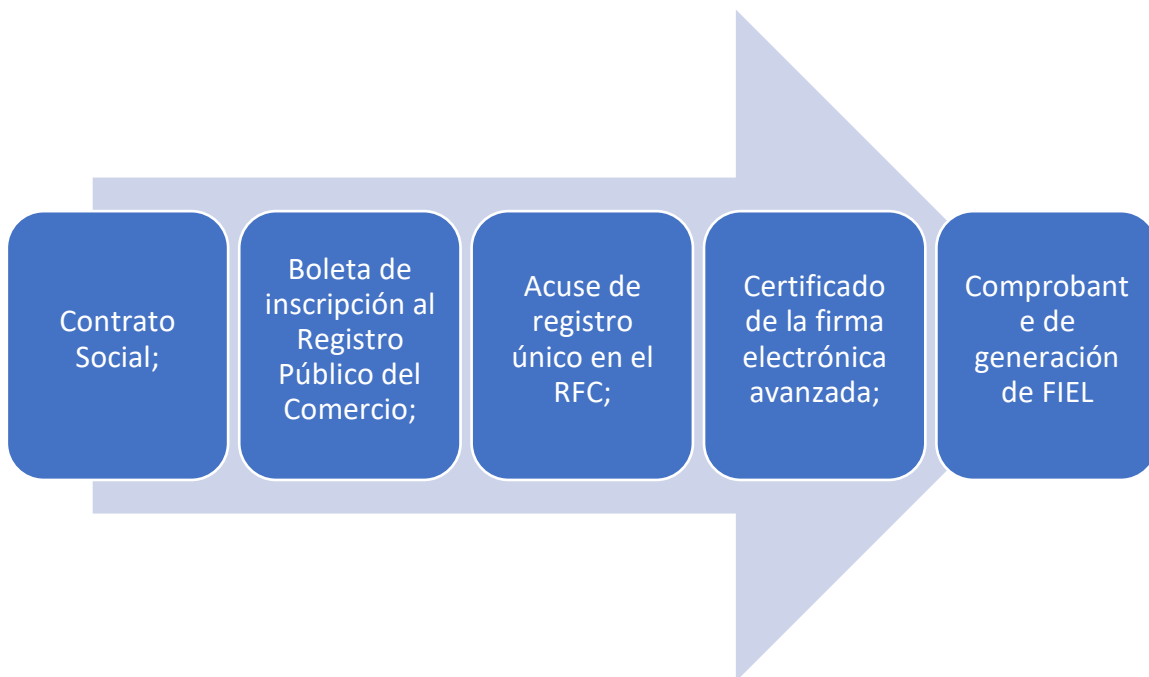 Contrato
Social;
Boleta de
inscripción al
Registro
Público del
Comercio;
Acuse de
registro
único en el
RFC;
Certificado
de la firma
electrónica
avanzada;
Comprobant
e de
generación
de FIEL